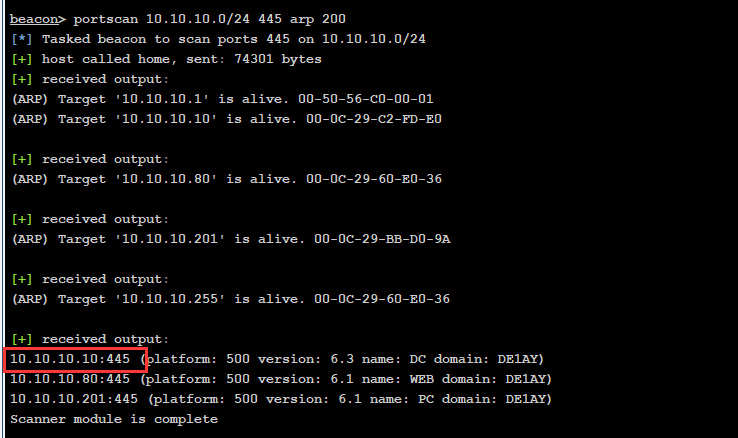 beacon> portscan 10.10.10.0/24 445 arp 200
[*] Tasked beacon to scan ports 445 on 10.10.10.0/24
[+] host called home, sent: 74301 bytes
[+] received output:
(ARP) Target '10.10.10.1' is alive. 00-50-56-C0-00-01
(ARP) Target '10.10.10.10' is alive. 00-0C-29-C2-FD-E0
[+] received output:
(ARP) Target '10.10.10.80' is alive. 00-0C-29-60-E0-36
[+] received output:
(ARP) Target '10.10.10.201' is alive. 00-0C-29-BB-D0-9A
[+] received output:
(ARP) Target '10.10.10.255' is alive. 00-0C-29-60-E0-36
[+] received output:
10.10.10.10:445 (platform: 500 version: 6.3 name: DC domain: DE1AY)
10.10.10.80:445 (platform: 500 version: 6.1 name: WEB domain: DE1AY)
10.10.10.201:445 (platform: 500 version: 6.1 name: PC domain: DE1AY)
Scanner module is complete